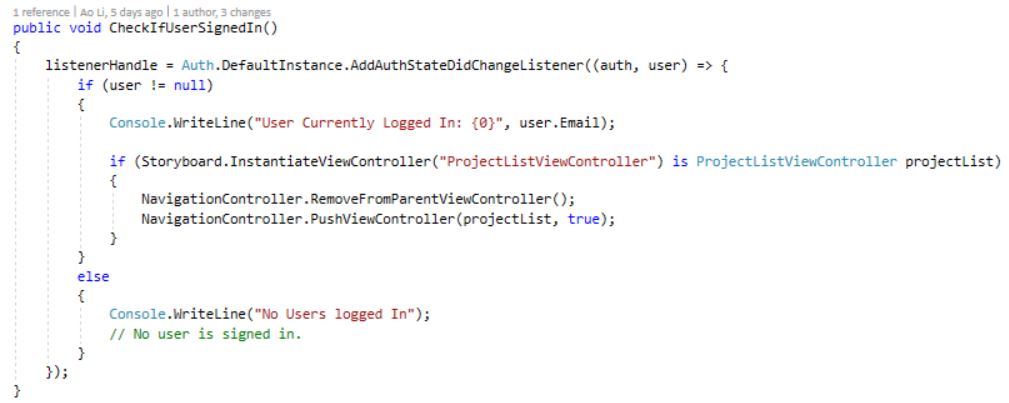 1 reference | Ao Li, 5 days ago | 1 author, 3 changes
public void CheckIfUserSignedIn()
{
    listenerHandle = Auth.DefaultInstance.AddAuthStateDidChangeListener((auth, user) => {
        if (user != null)
        {
            Console.WriteLine("User Currently Logged In: {0}", user.Email);

            if (Storyboard.InstantiateViewController("ProjectListViewController") is ProjectListViewController projectList)
            {
                NavigationController.RemoveFromParentViewController();
                NavigationController.PushViewController(projectList, true);
            }
        }
        else
        {
            Console.WriteLine("No Users logged In");
            // No user is signed in.
        }
    });
}